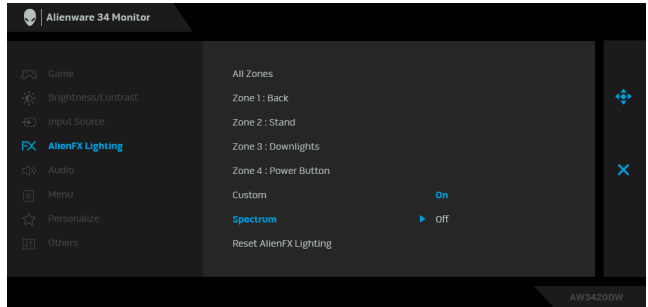 Alienware 34 Monitor
Game
Brightness/Contrast
Input Source
FX AlienFX Lighting
Audio
Menu
Personalize
Others
All Zones
Zone 1 : Back
Zone 2 : Stand
Zone 3 : Downlights
Zone 4 : Power Button
Custom On
Spectrum Off
Reset AlienFX Lighting
AW3420DW